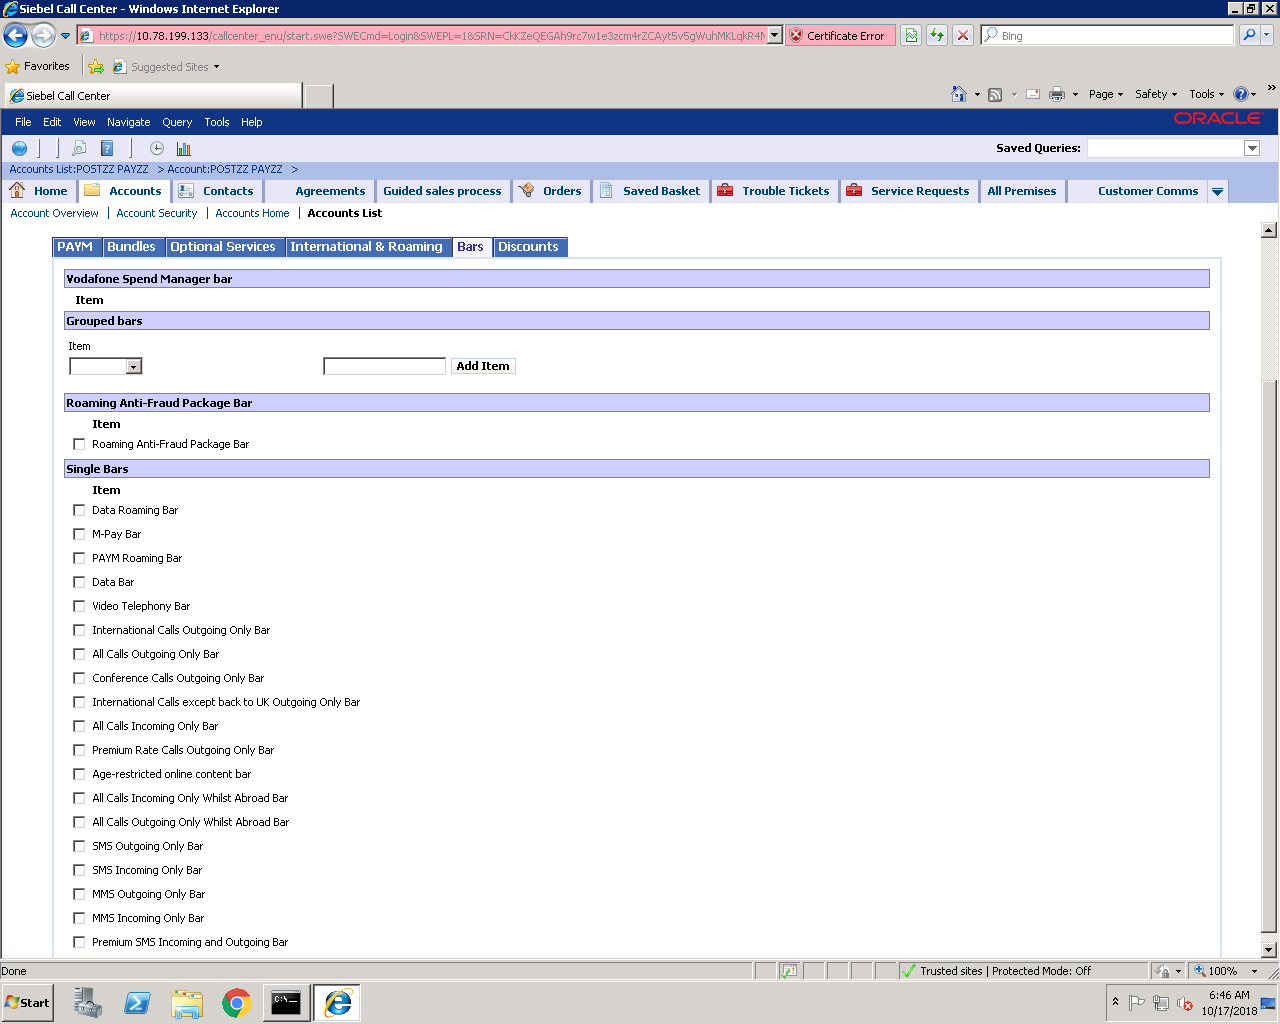 Siebel Call Center - Windows Internet Explorer
https://10.78.199.133/callcenter_enu/start.swe?SWECmd=Login&SWEPL=1&SRN=CkKZeQEGAh9rc7w1e3zcm4rZCAyt5v5gWuhMKLqkR4N
Certificate Error
Bing
Favorites
Suggested Sites
Siebel Call Center
Page
Safety
Tools
File Edit View Navigate Query Tools Help
ORACLE
Saved Queries:
Accounts List:POSTZZ PAYZZ > Account:POSTZZ PAYZZ >
Home Accounts Contacts Agreements Guided sales process Orders Saved Basket Trouble Tickets Service Requests All Premises Customer Comms
Account Overview | Account Security | Accounts Home | Accounts List
PAYM Bundles Optional Services International & Roaming Bars Discounts
Vodafone Spend Manager bar
Item
Grouped bars
Item
Add Item
Roaming Anti-Fraud Package Bar
Item
Roaming Anti-Fraud Package Bar
Single Bars
Item
Data Roaming Bar
M-Pay Bar
PAYM Roaming Bar
Data Bar
Video Telephony Bar
International Calls Outgoing Only Bar
All Calls Outgoing Only Bar
Conference Calls Outgoing Only Bar
International Calls except back to UK Outgoing Only Bar
All Calls Incoming Only Bar
Premium Rate Calls Outgoing Only Bar
Age-restricted online content bar
All Calls Incoming Only Whilst Abroad Bar
All Calls Outgoing Only Whilst Abroad Bar
SMS Outgoing Only Bar
SMS Incoming Only Bar
MMS Outgoing Only Bar
MMS Incoming Only Bar
Premium SMS Incoming and Outgoing Bar
Done
Trusted sites | Protected Mode: Off
100%
Start
C:\
6:46 AM
10/17/2018